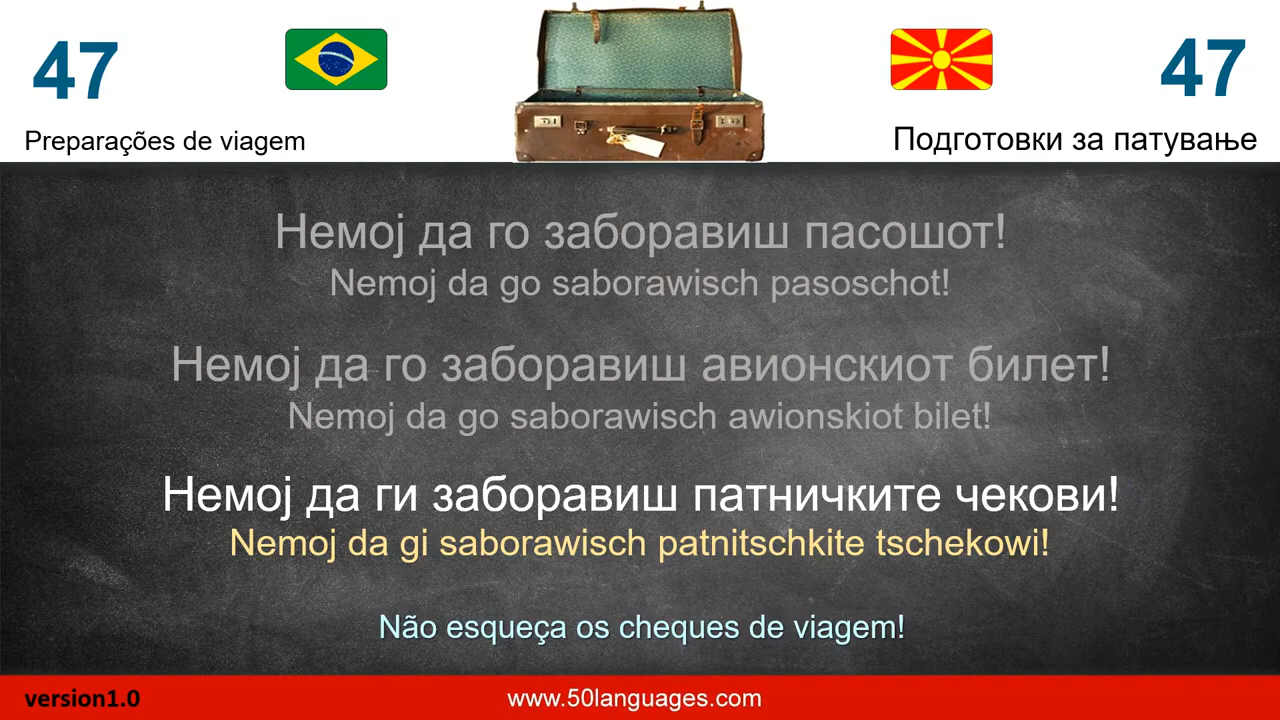 47
47
Preparações de viagem
Подготовки за патување
Немој да го заборавиш пасошот!
Nemoj da go saborawisch pasoschot!
Немој да го заборавиш авионскиот билет!
Nemoj da go saborawisch awionskiot bilet!
Немој да ги заборавиш патничките чекови!
Nemoj da gi saborawisch patnitschkite tschekowi!
Não esqueça os cheques de viagem!
version1.0
www.50languages.com